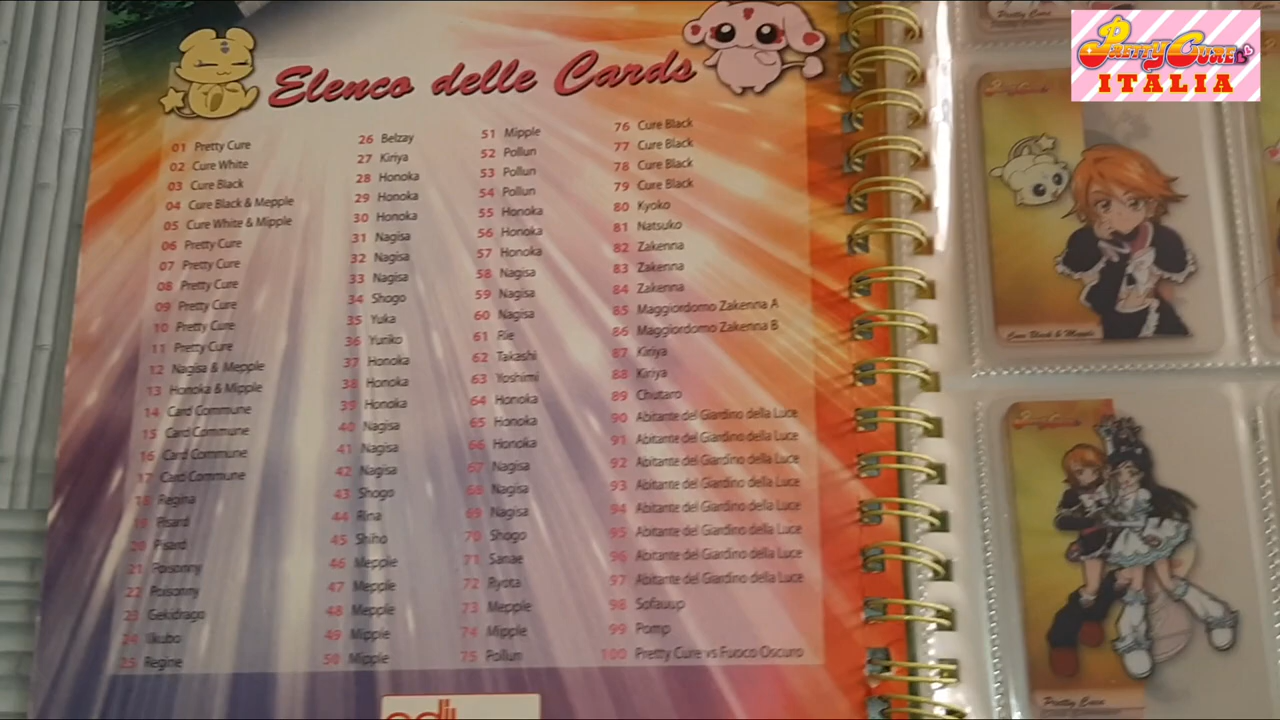 Elenco delle Cards
01 Pretty Cure
02 Cure White
03 Cure Black
04 Cure Black & Mepple
05 Cure White & Mipple
06 Pretty Cure
07 Pretty Cure
08 Pretty Cure
09 Pretty Cure
10 Pretty Cure
11 Pretty Cure
12 Nagisa & Mepple
13 Honoka & Mipple
14 Card Commune
15 Card Commune
16 Card Commune
17 Card Commune
18 Regina
19 Pisard
20 Pisard
21 Poisonny
22 Poisonny
23 Gekidrago
24 Ilkubo
25 Regine
26 Belzay
27 Kiriya
28 Honoka
29 Honoka
30 Honoka
31 Nagisa
32 Nagisa
33 Nagisa
34 Shogo
35 Yuka
36 Yuriko
37 Honoka
38 Honoka
39 Honoka
40 Nagisa
41 Nagisa
42 Nagisa
43 Shogo
44 Rina
45 Shiho
46 Mepple
47 Mepple
48 Mepple
49 Mipple
50 Mipple
51 Mipple
52 Pollun
53 Pollun
54 Pollun
55 Honoka
56 Honoka
57 Honoka
58 Nagisa
59 Nagisa
60 Nagisa
61 Rie
62 Takashi
63 Yoshimi
64 Honoka
65 Honoka
66 Honoka
67 Nagisa
68 Nagisa
69 Nagisa
70 Shogo
71 Sanae
72 Ryota
73 Mepple
74 Mipple
75 Pollun
76 Cure Black
77 Cure Black
78 Cure Black
79 Cure Black
80 Kyoko
81 Natsuko
82 Zakenna
83 Zakenna
84 Zakenna
85 Maggiordomo Zakenna A
86 Maggiordomo Zakenna B
87 Kiriya
88 Kiriya
89 Chutaro
90 Abitante del Giardino della Luce
91 Abitante del Giardino della Luce
92 Abitante del Giardino della Luce
93 Abitante del Giardino della Luce
94 Abitante del Giardino della Luce
95 Abitante del Giardino della Luce
96 Abitante del Giardino della Luce
97 Abitante del Giardino della Luce
98 Sofauup
99 Pomp
100 Pretty Cure vs Fuoco Oscuro
Pretty Cure
ITALIA
Pretty Cure
Cure Black & Mepple
Pretty Cure